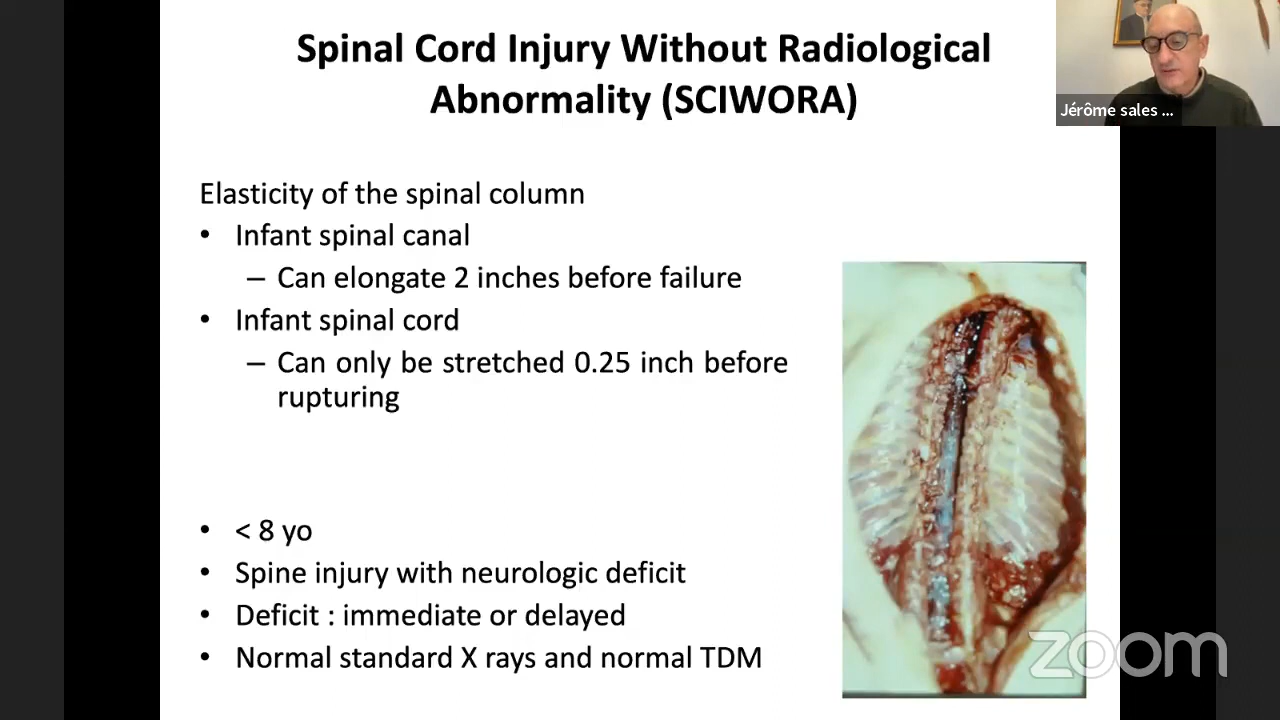 Spinal Cord Injury Without Radiological
Abnormality (SCIWORA)
Jérôme sales ...
Elasticity of the spinal column
• Infant spinal canal
– Can elongate 2 inches before failure
• Infant spinal cord
– Can only be stretched 0.25 inch before
rupturing
• < 8 yo
• Spine injury with neurologic deficit
• Deficit : immediate or delayed
• Normal standard X rays and normal TDM
zoom